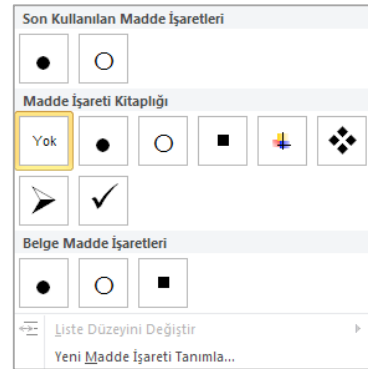 Son Kullanılan Madde İşaretleri
Madde İşareti Kitaplığı
Yok
Belge Madde İşaretleri
Liste Düzeyini Değiştir
Yeni Madde İşareti Tanımla...